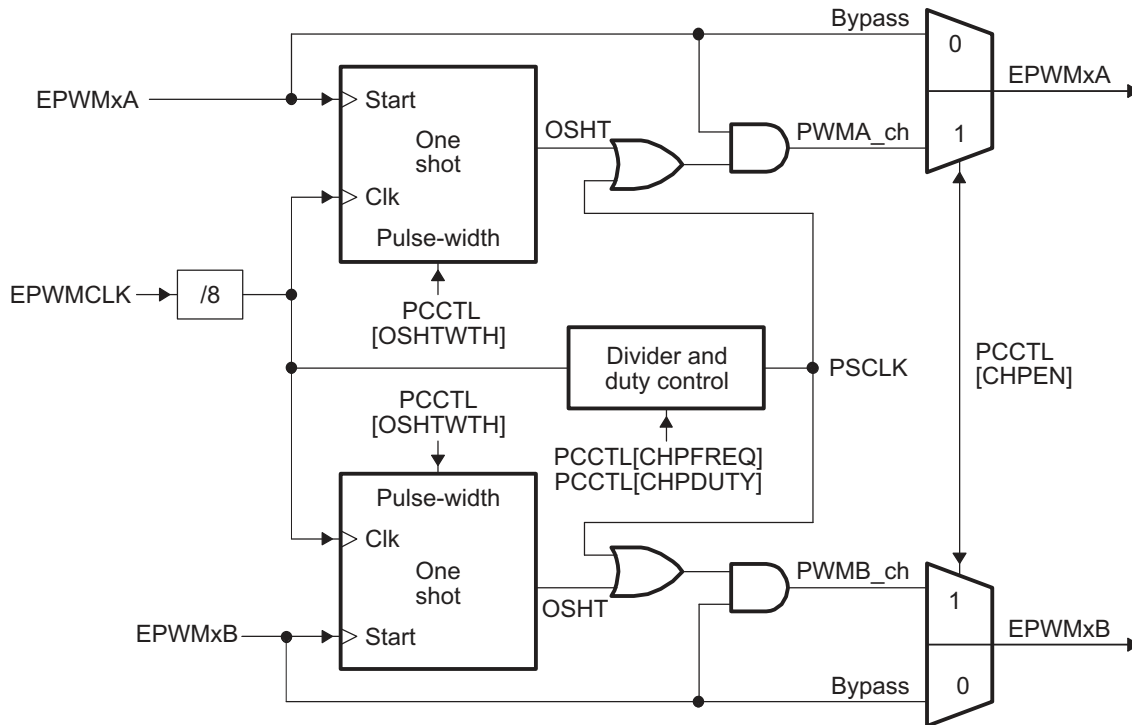 Bypass
0
EPWMxA
EPWMxA
Start
OSHT
PWMA_ch
1
One
shot
Clk
Pulse-width
EPWMCLK
/8
PCCTL
[OSHTWTH]
Divider and
duty control
PSCLK
PCCTL
[CHPEN]
PCCTL
[OSHTWTH]
PCCTL[CHPFREQ]
PCCTL[CHPDUTY]
Pulse-width
Clk
One
shot
OSHT
PWMB_ch
1
EPWMxB
Start
EPWMxB
Bypass
0